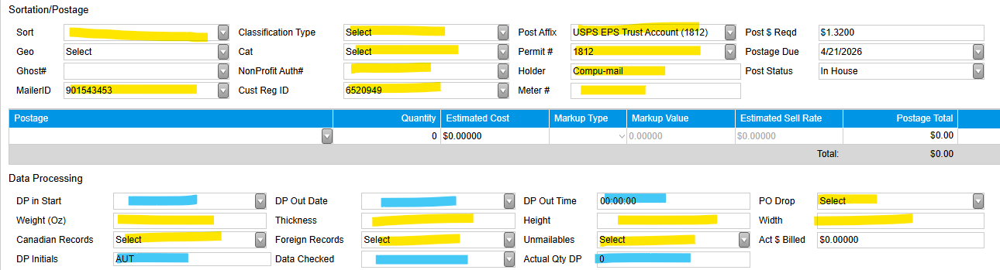 Sortation/Postage
Sort Classification Type Select Post Affix USPS EPS Trust Account (1812) Post $ Reqd $1.3200
Geo Select Cat Select Permit # 1812 Postage Due 4/21/2026
Ghost# NonProfit Auth# Holder Compu-mail Post Status In House
MailerID 901543453 Cust Reg ID 6520949 Meter #
Postage Quantity Estimated Cost Markup Type Markup Value Estimated Sell Rate Postage Total
0 $0.00000 0.00000 $0.00000 $0.00
Total: $0.00
Data Processing
DP in Start DP Out Date DP Out Time 00:00:00 PO Drop Select
Weight (Oz) Thickness Height Width
Canadian Records Select Foreign Records Select Unmailables Select Act $ Billed $0.00000
DP Initials AUT Data Checked Actual Qty DP 0